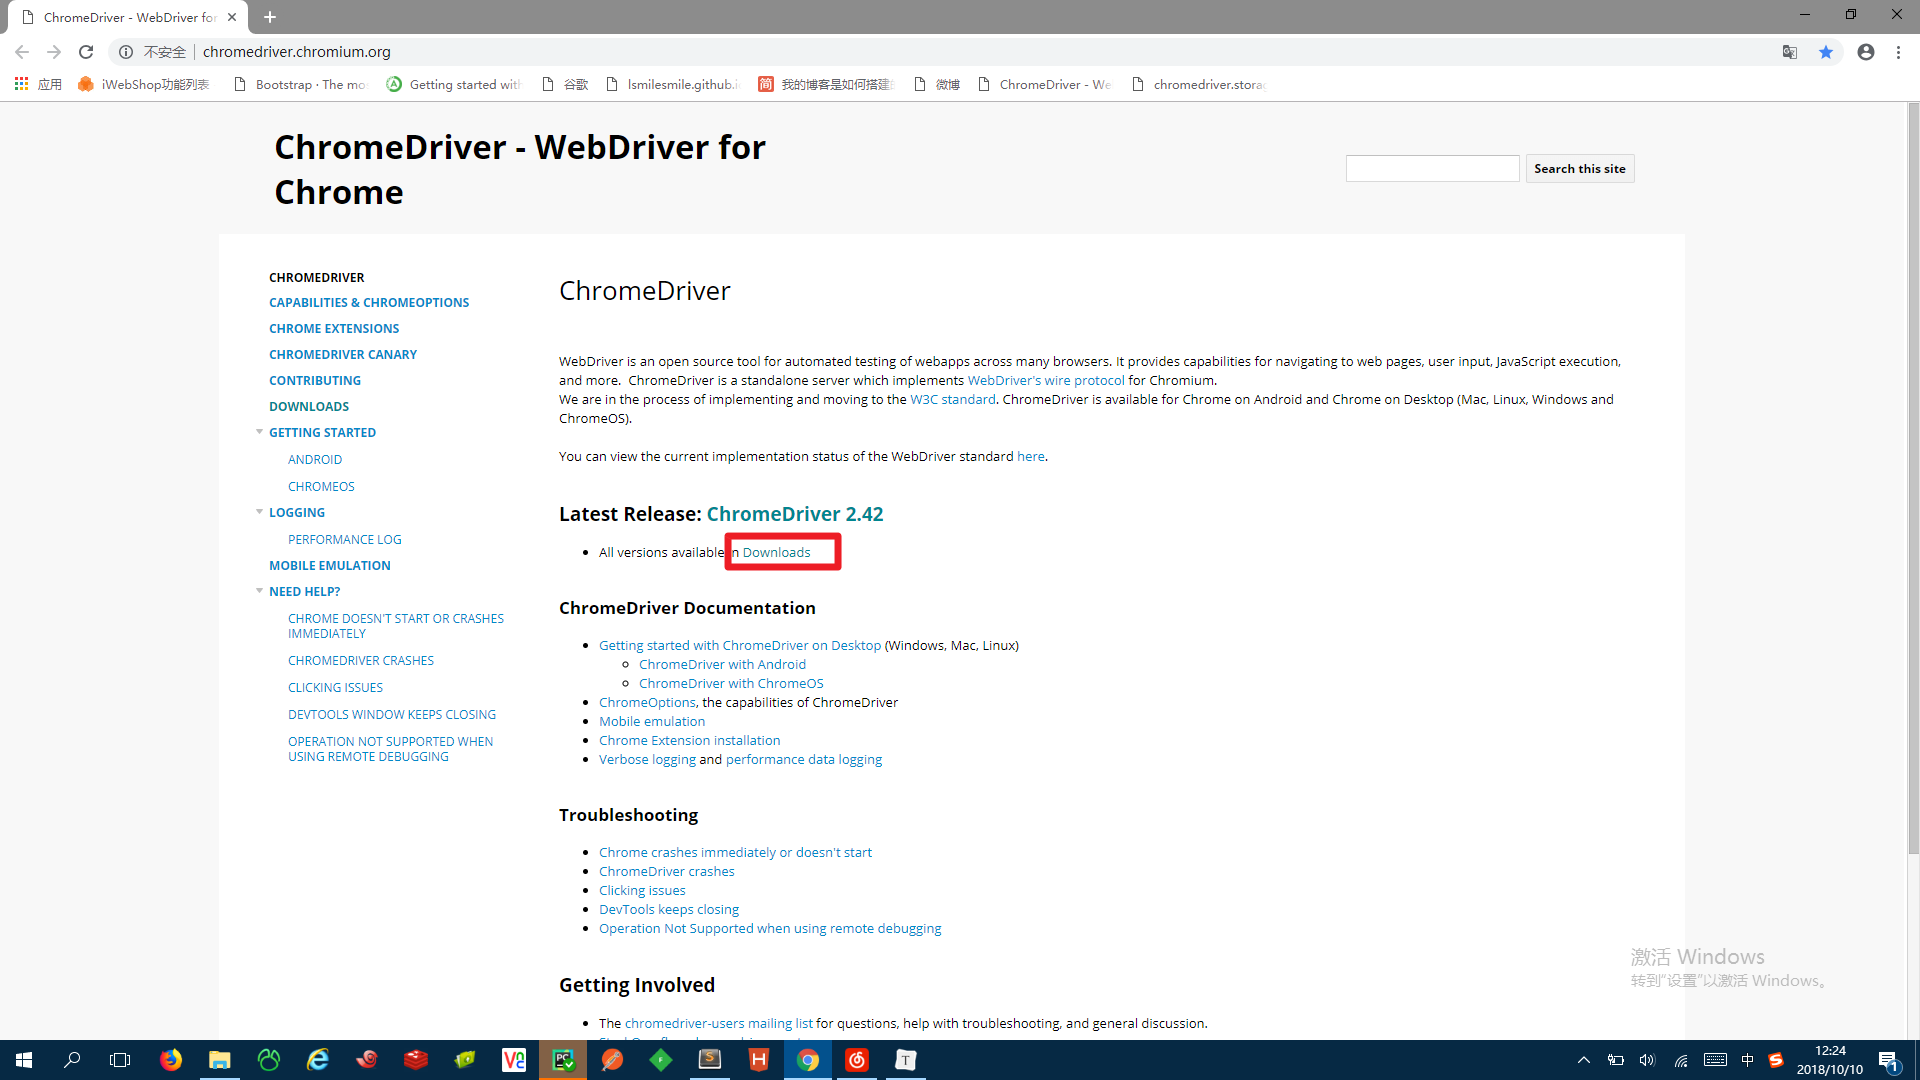 ChromeDriver - WebDriver for
不安全 chromedriver.chromium.org
应用 iWebShop功能列表 Bootstrap · The mo Getting started with 谷歌 lsmilesmile.github.i 我的博客是如何搭建 微博 ChromeDriver - We chromedriver.stora
ChromeDriver - WebDriver for
Chrome
Search this site
CHROMEDRIVER
CAPABILITIES & CHROMEOPTIONS
CHROME EXTENSIONS
CHROMEDRIVER CANARY
CONTRIBUTING
DOWNLOADS
GETTING STARTED
ANDROID
CHROMEOS
LOGGING
PERFORMANCE LOG
MOBILE EMULATION
NEED HELP?
CHROME DOESN'T START OR CRASHES
IMMEDIATELY
CHROMEDRIVER CRASHES
CLICKING ISSUES
DEVTOOLS WINDOW KEEPS CLOSING
OPERATION NOT SUPPORTED WHEN
USING REMOTE DEBUGGING
ChromeDriver
WebDriver is an open source tool for automated testing of webapps across many browsers. It provides capabilities for navigating to web pages, user input, JavaScript execution,
and more. ChromeDriver is a standalone server which implements WebDriver's wire protocol for Chromium.
We are in the process of implementing and moving to the W3C standard. ChromeDriver is available for Chrome on Android and Chrome on Desktop (Mac, Linux, Windows and
ChromeOS).
You can view the current implementation status of the WebDriver standard here.
Latest Release: ChromeDriver 2.42
All versions available in Downloads
ChromeDriver Documentation
Getting started with ChromeDriver on Desktop (Windows, Mac, Linux)
ChromeDriver with Android
ChromeDriver with ChromeOS
ChromeOptions, the capabilities of ChromeDriver
Mobile emulation
Chrome Extension installation
Verbose logging and performance data logging
Troubleshooting
Chrome crashes immediately or doesn't start
ChromeDriver crashes
Clicking issues
DevTools keeps closing
Operation Not Supported when using remote debugging
Getting Involved
The chromedriver-users mailing list for questions, help with troubleshooting, and general discussion.
激活 Windows
转到"设置"以激活 Windows。
中
12:24
2018/10/10
1